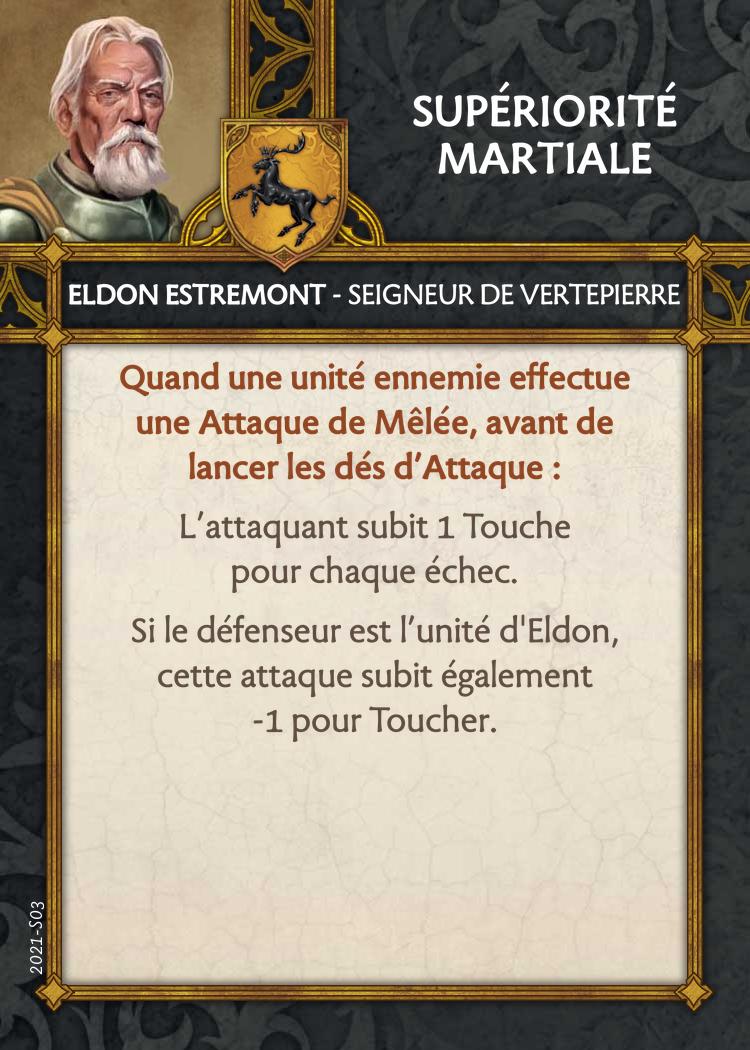 SUPÉRIORITÉ
MARTIALE
ELDON ESTREMONT - SEIGNEUR DE VERTEPIERRE
Quand une unité ennemie effectue
une Attaque de Mêlée, avant de
lancer les dés d’Attaque :
L’attaquant subit 1 Touche
pour chaque échec.
Si le défenseur est l’unité d'Eldon,
cette attaque subit également
-1 pour Toucher.
2021-S03